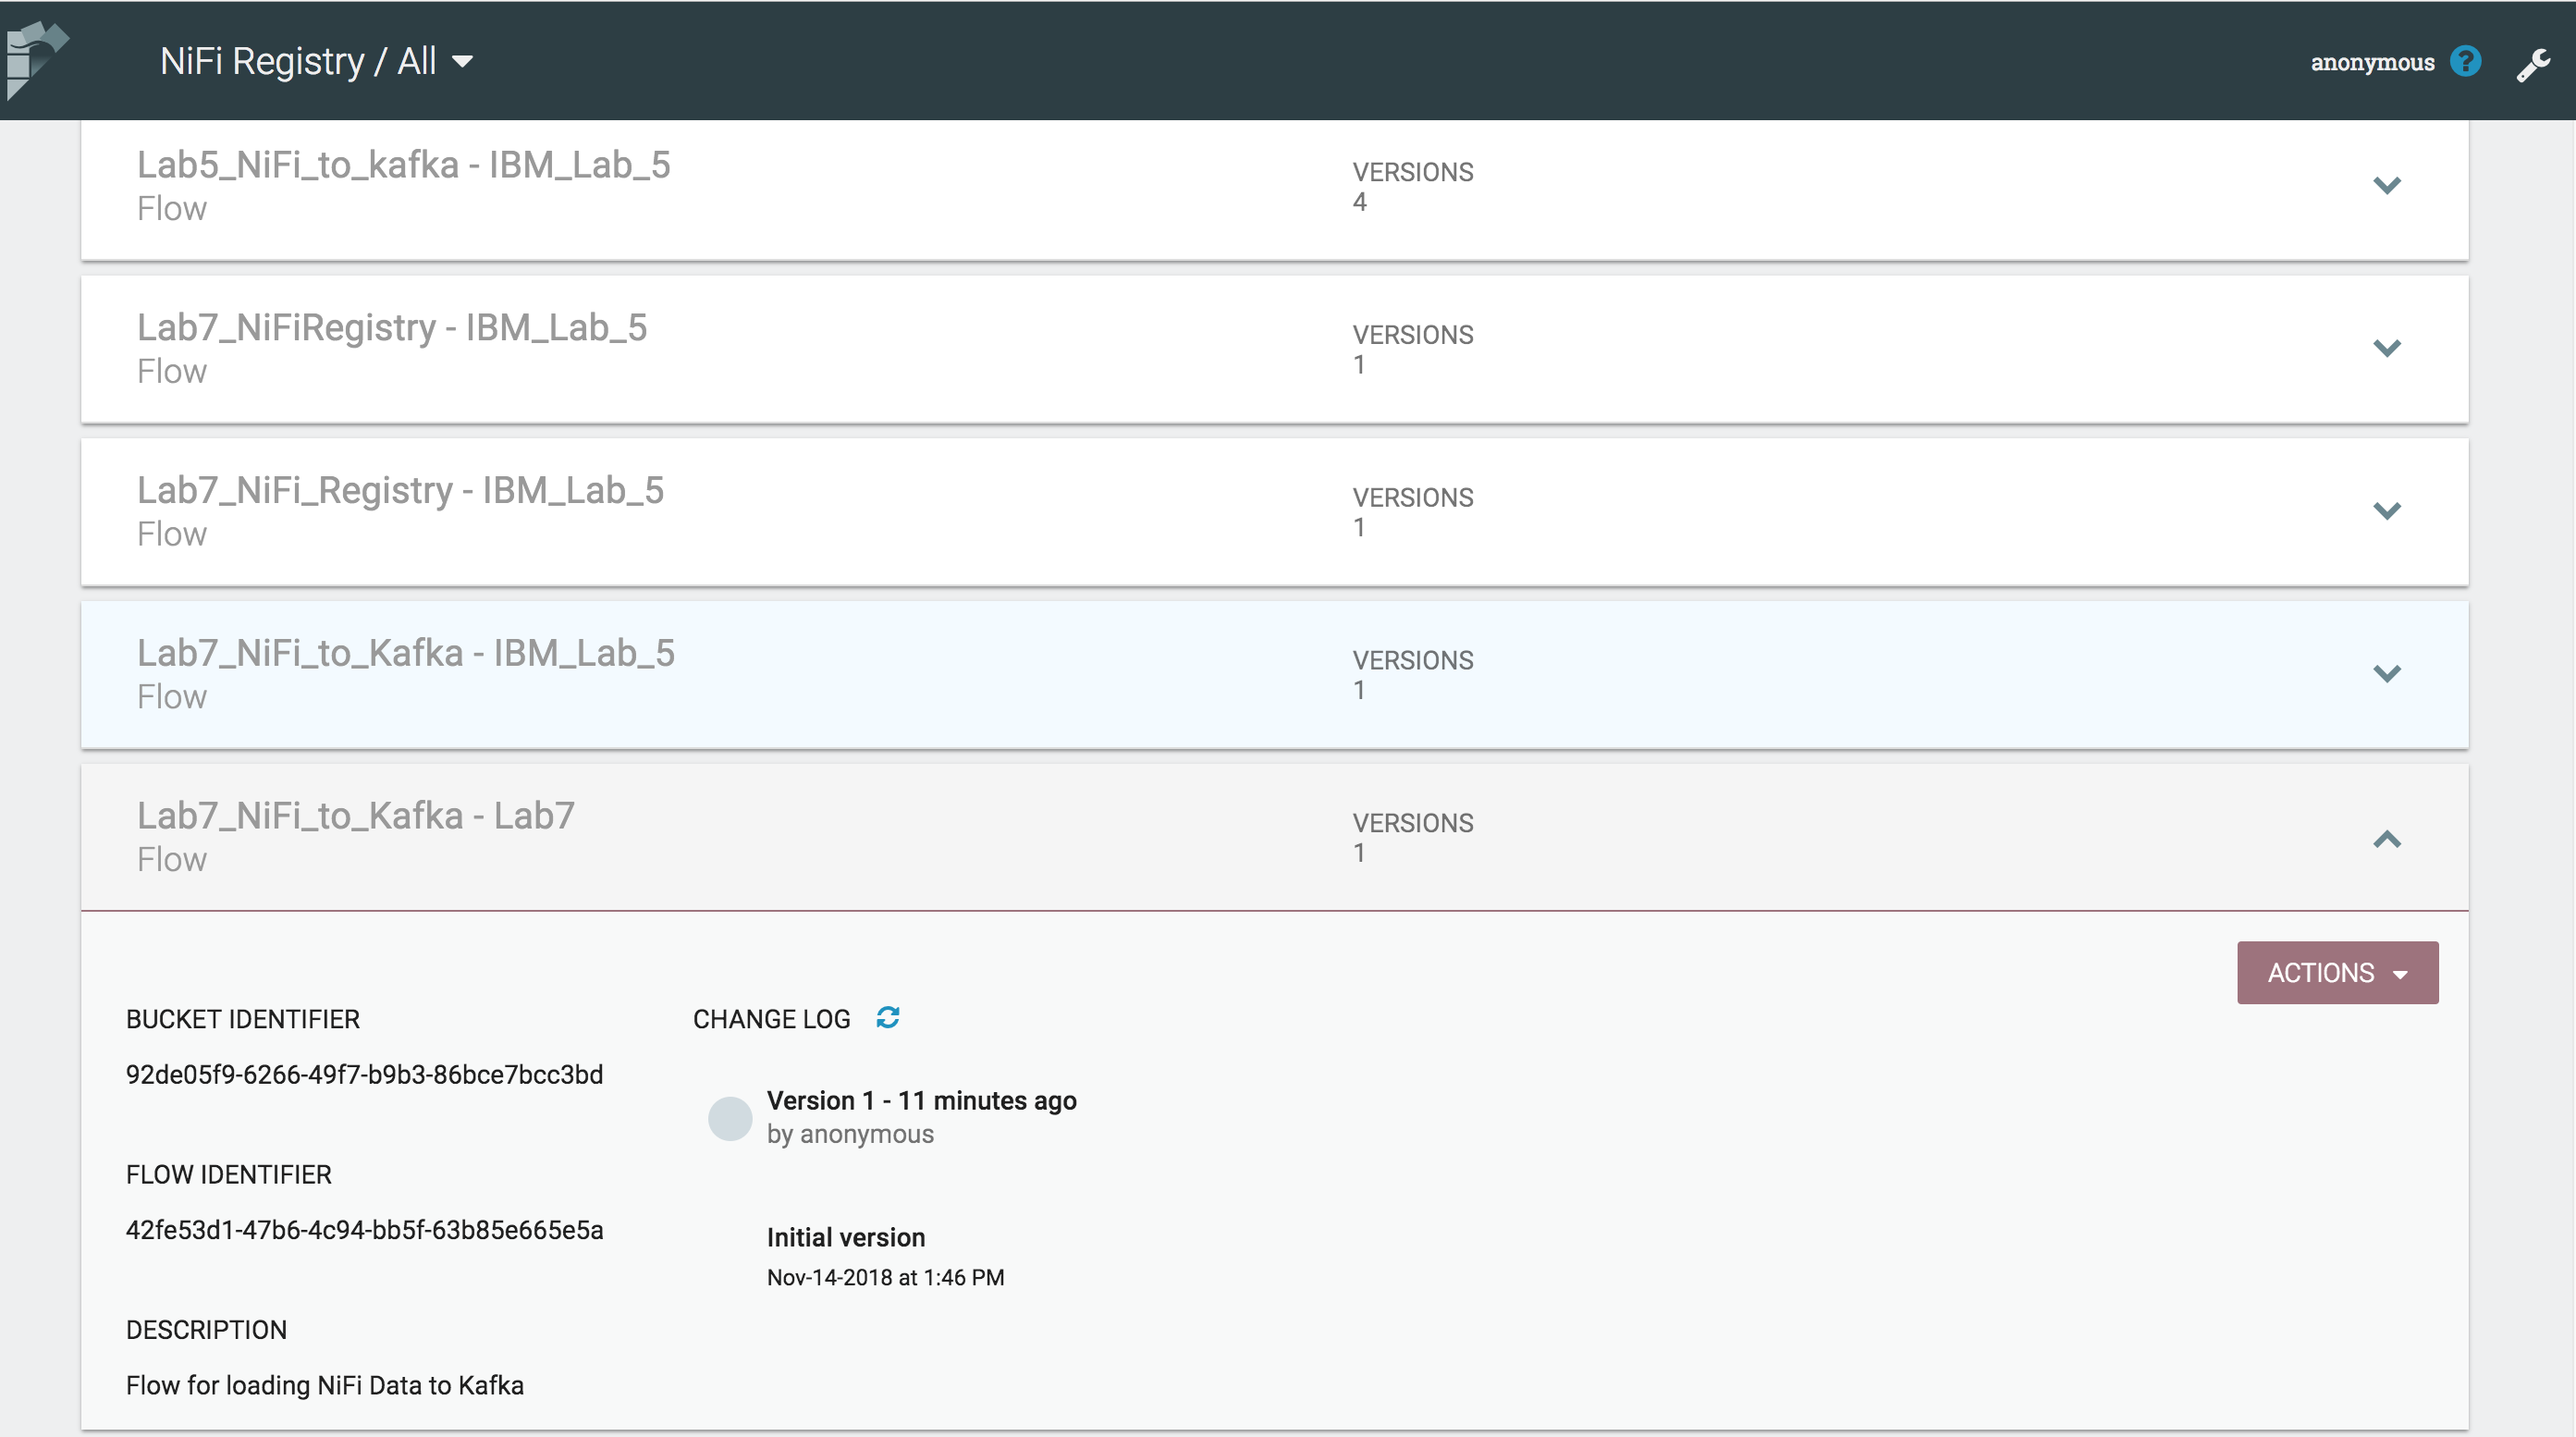 NiFi Registry / All
anonymous
Lab5_NiFi_to_kafka - IBM_Lab_5
Flow
VERSIONS
4
Lab7_NiFiRegistry - IBM_Lab_5
Flow
VERSIONS
1
Lab7_NiFi_Registry - IBM_Lab_5
Flow
VERSIONS
1
Lab7_NiFi_to_Kafka - IBM_Lab_5
Flow
VERSIONS
1
Lab7_NiFi_to_Kafka - Lab7
Flow
VERSIONS
1
ACTIONS
BUCKET IDENTIFIER
92de05f9-6266-49f7-b9b3-86bce7bcc3bd
FLOW IDENTIFIER
42fe53d1-47b6-4c94-bb5f-63b85e665e5a
DESCRIPTION
Flow for loading NiFi Data to Kafka
CHANGE LOG
Version 1 - 11 minutes ago
by anonymous
Initial version
Nov-14-2018 at 1:46 PM